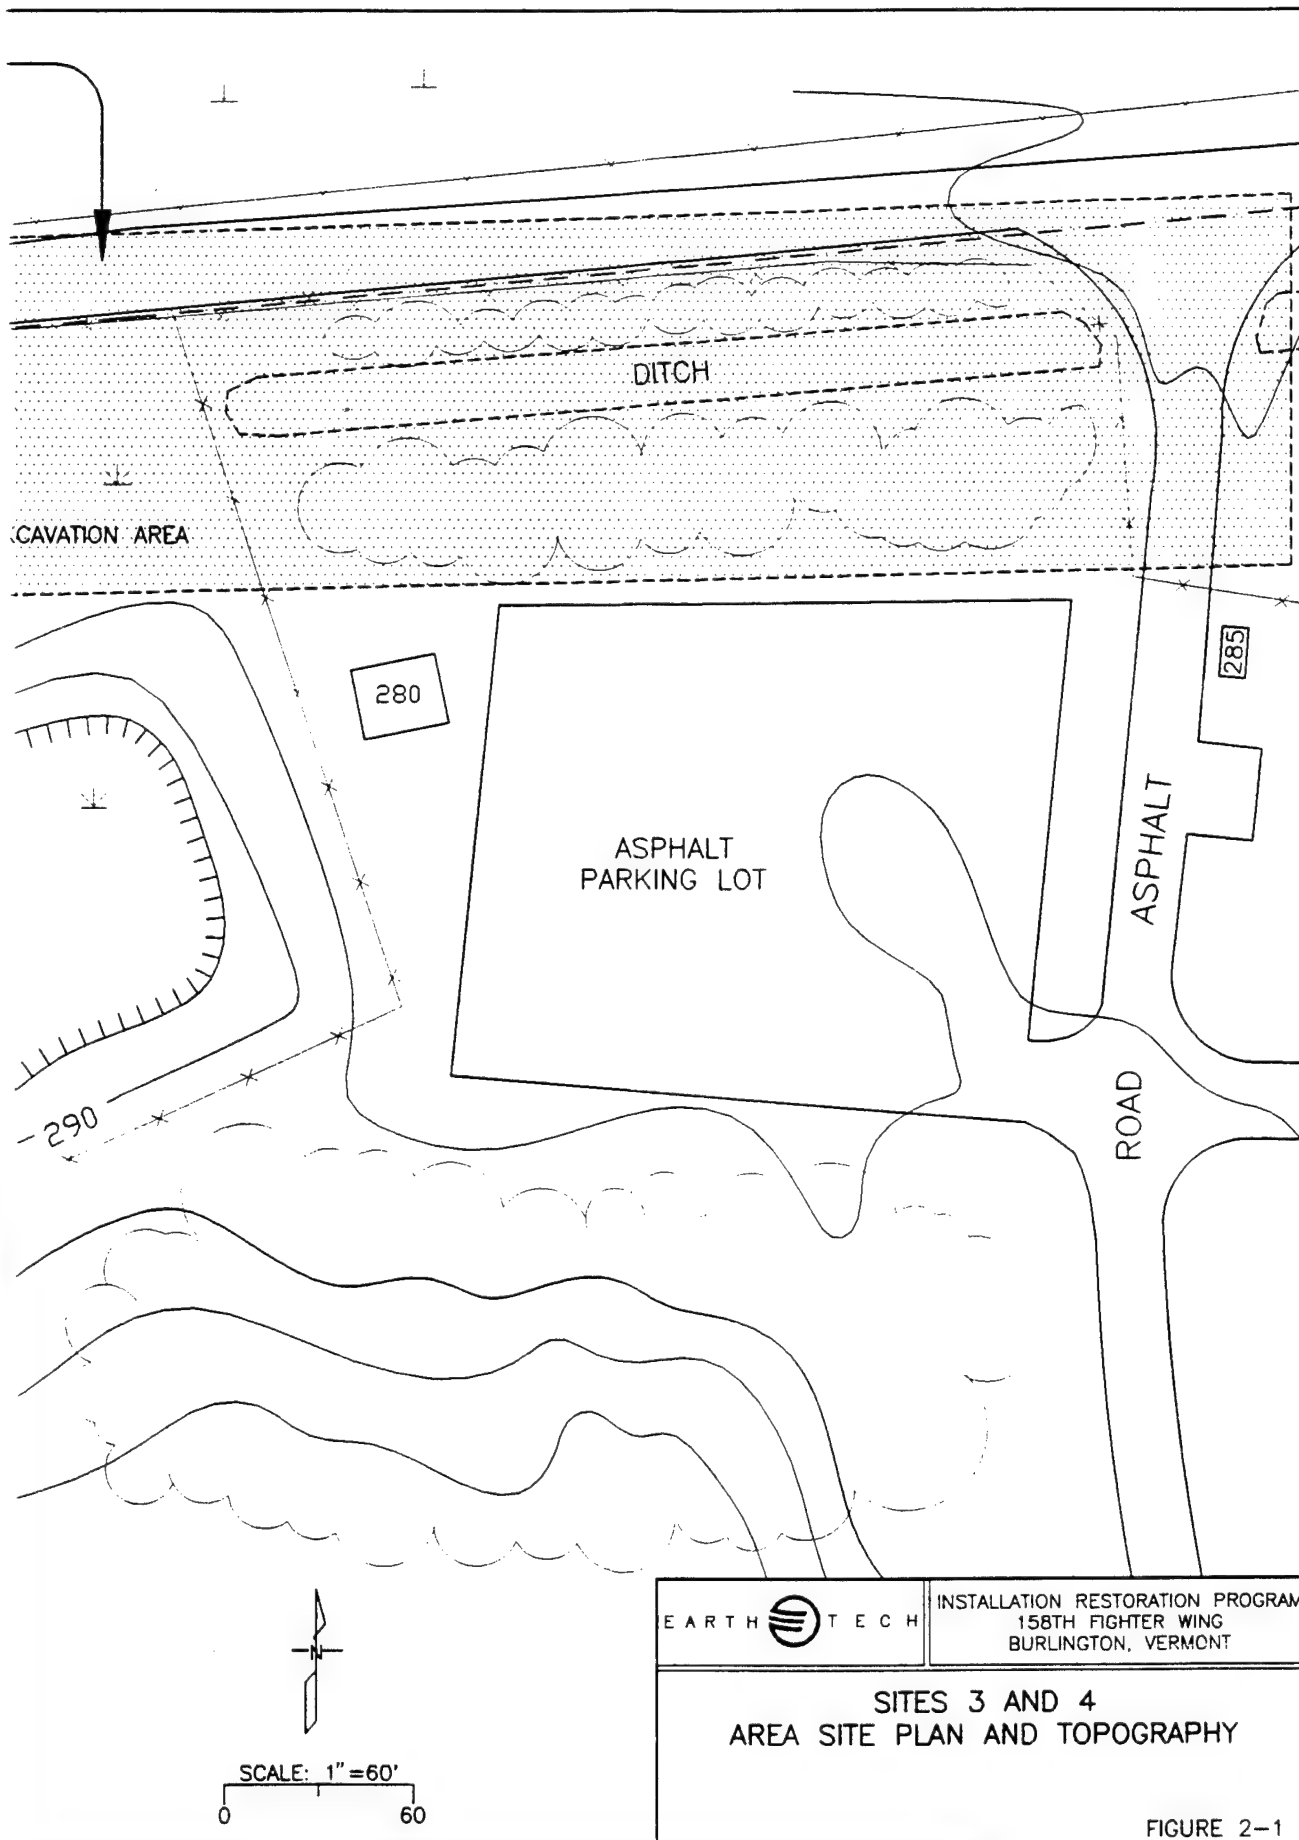 DITCH
CAVATION AREA
285
280
ASPHALT
PARKING LOT
ASPHALT
ROAD
290
N
EARTH TECH
INSTALLATION RESTORATION PROGRAM
158TH FIGHTER WING
BURLINGTON, VERMONT
SITES 3 AND 4
AREA SITE PLAN AND TOPOGRAPHY
SCALE: 1"=60'
0 60
FIGURE 2-1